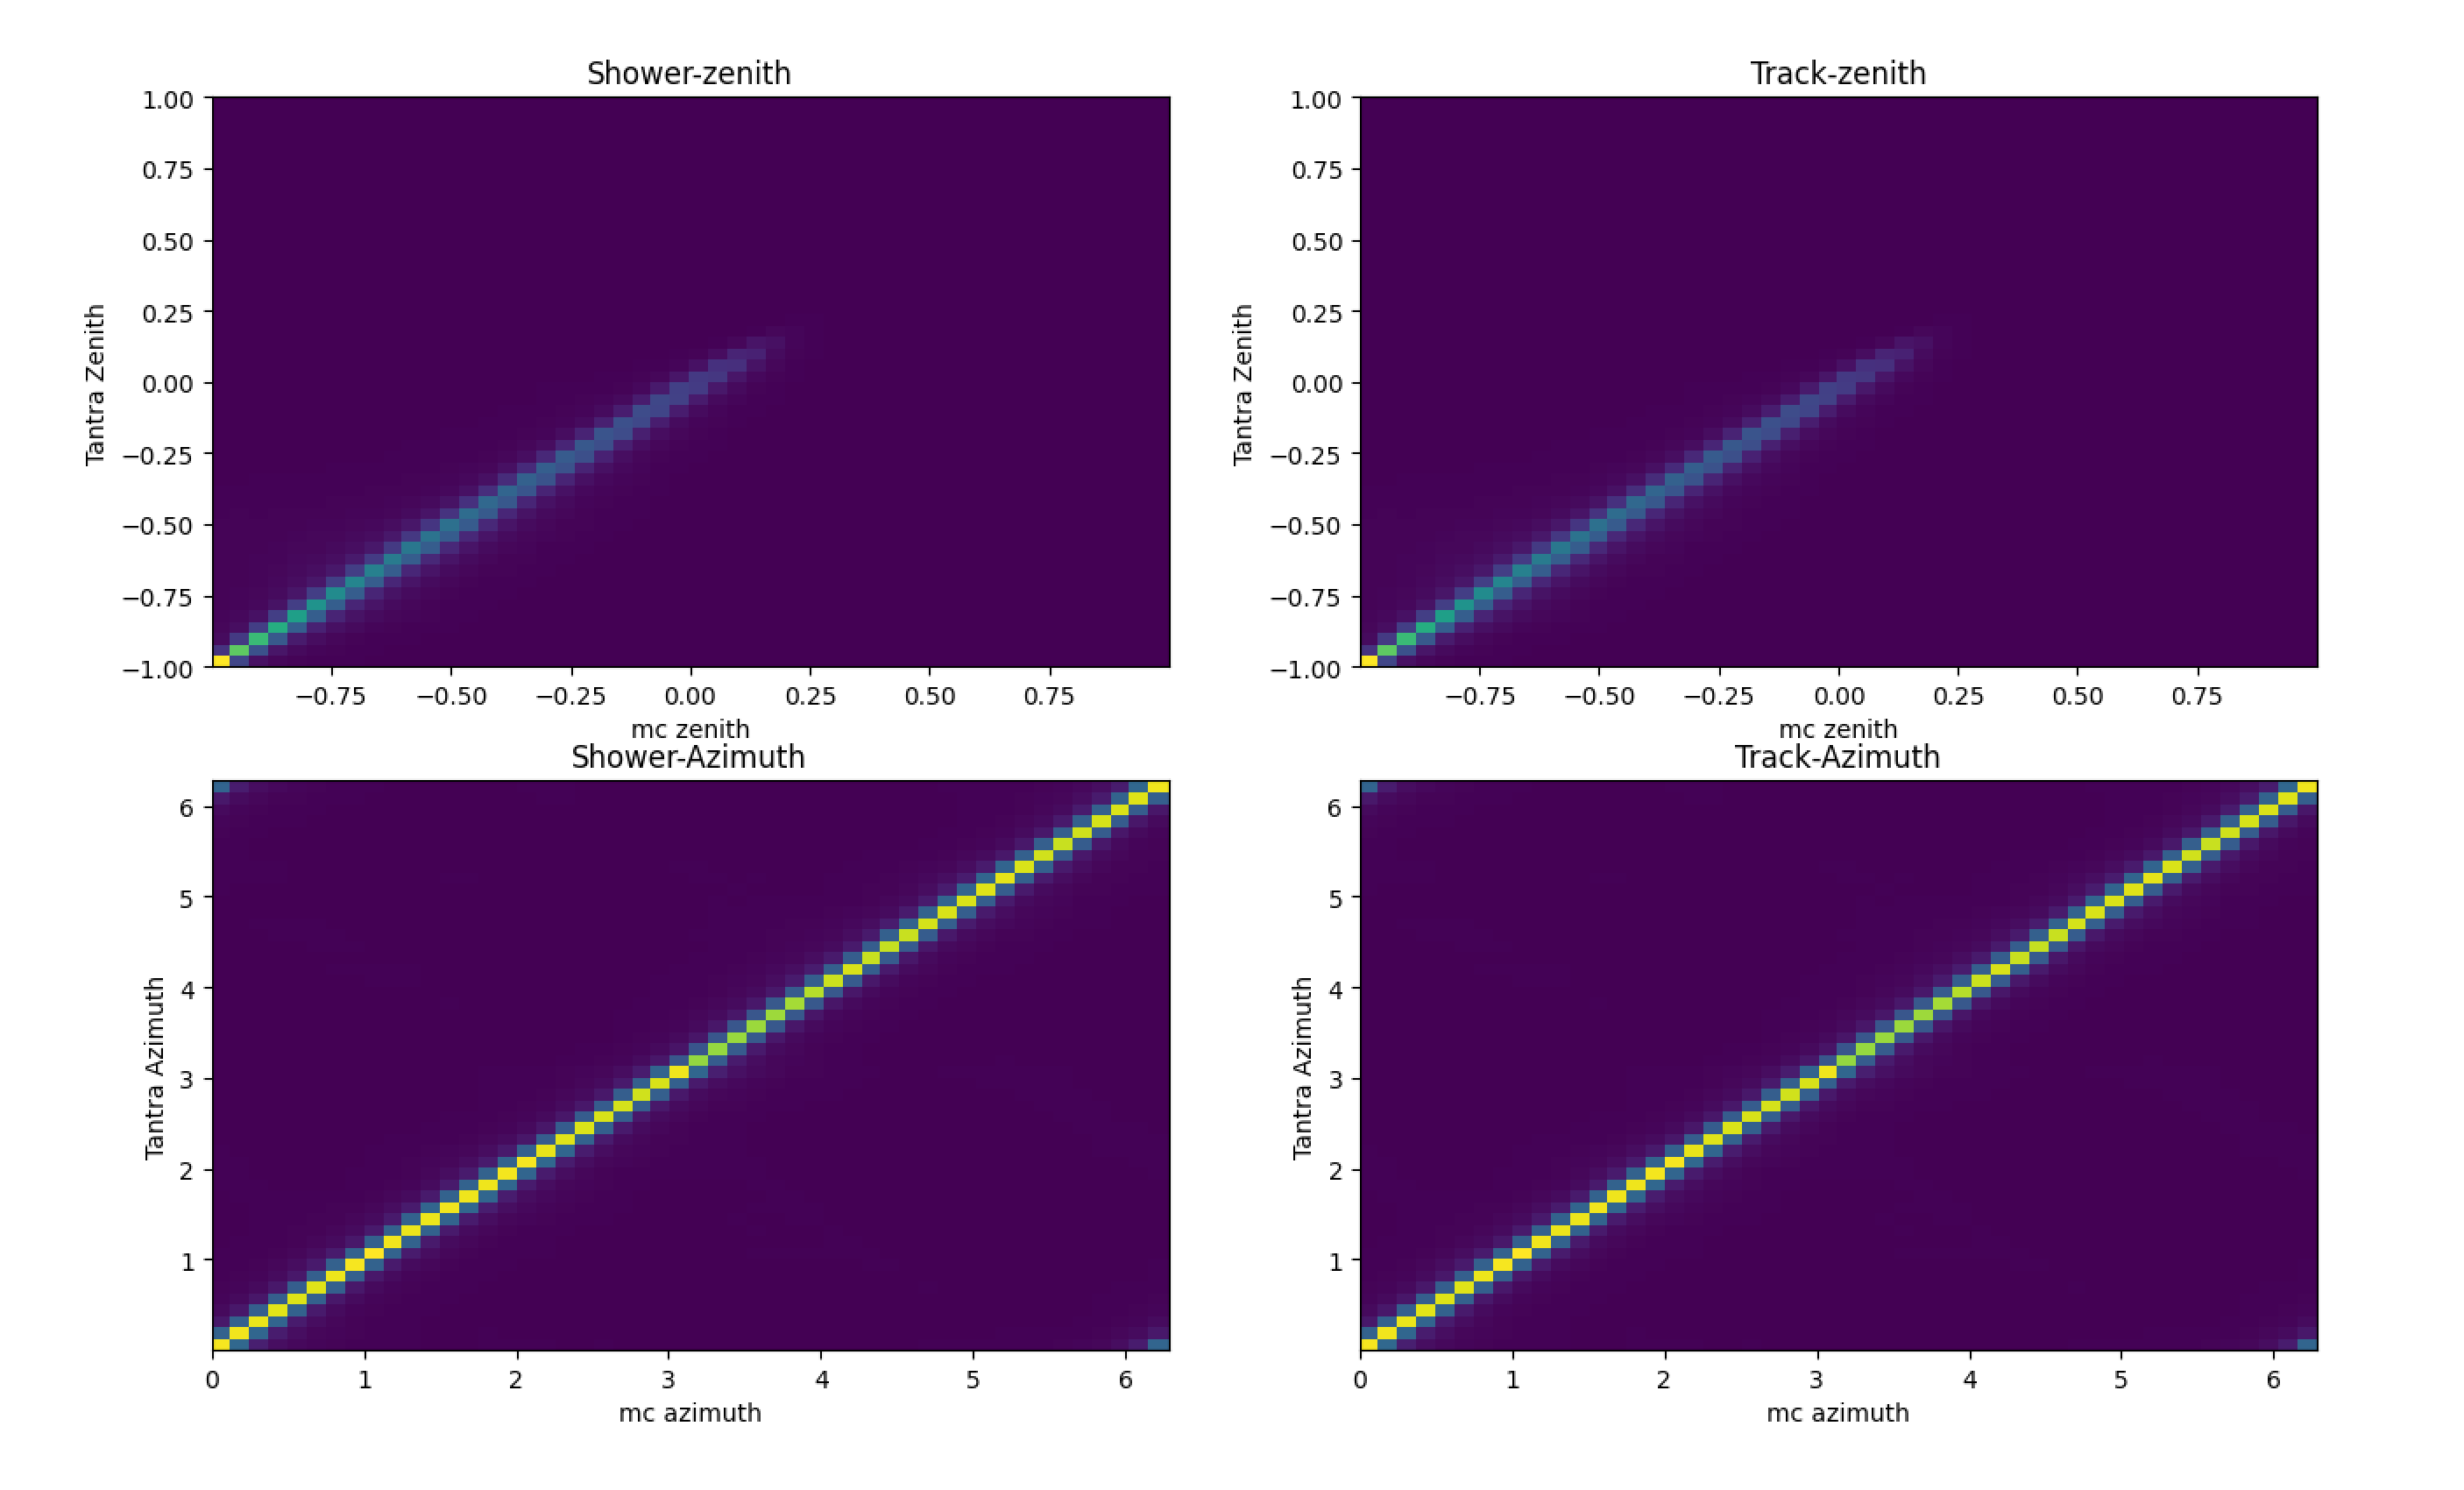 Shower-zenith
1.00
0.75
0.50
0.25
0.00
−0.25
−0.50
−0.75
−1.00
Tantra Zenith
−0.75 −0.50 −0.25 0.00 0.25 0.50 0.75
mc zenith
Track-zenith
1.00
0.75
0.50
0.25
0.00
−0.25
−0.50
−0.75
−1.00
Tantra Zenith
−0.75 −0.50 −0.25 0.00 0.25 0.50 0.75
mc zenith
Shower-Azimuth
6
5
4
3
2
1
Tantra Azimuth
0 1 2 3 4 5 6
mc azimuth
Track-Azimuth
6
5
4
3
2
1
Tantra Azimuth
0 1 2 3 4 5 6
mc azimuth